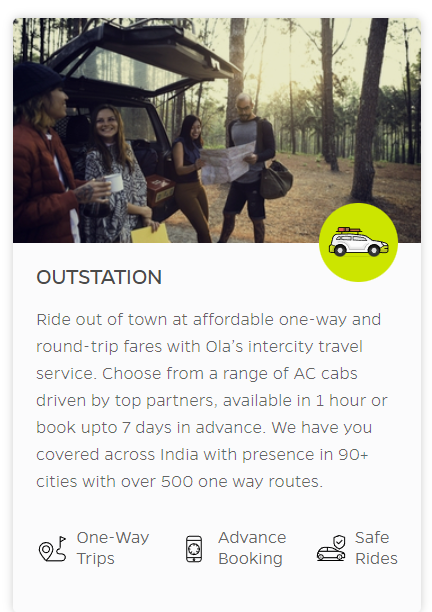 OUTSTATION
Ride out of town at affordable one-way and
round-trip fares with Ola's intercity travel
service. Choose from a range of AC cabs
driven by top partners, available in 1 hour or
book upto 7 days in advance. We have you
covered across India with presence in 90+
cities with over 500 one way routes.
One-Way
Trips
Advance
Booking
Safe
Rides